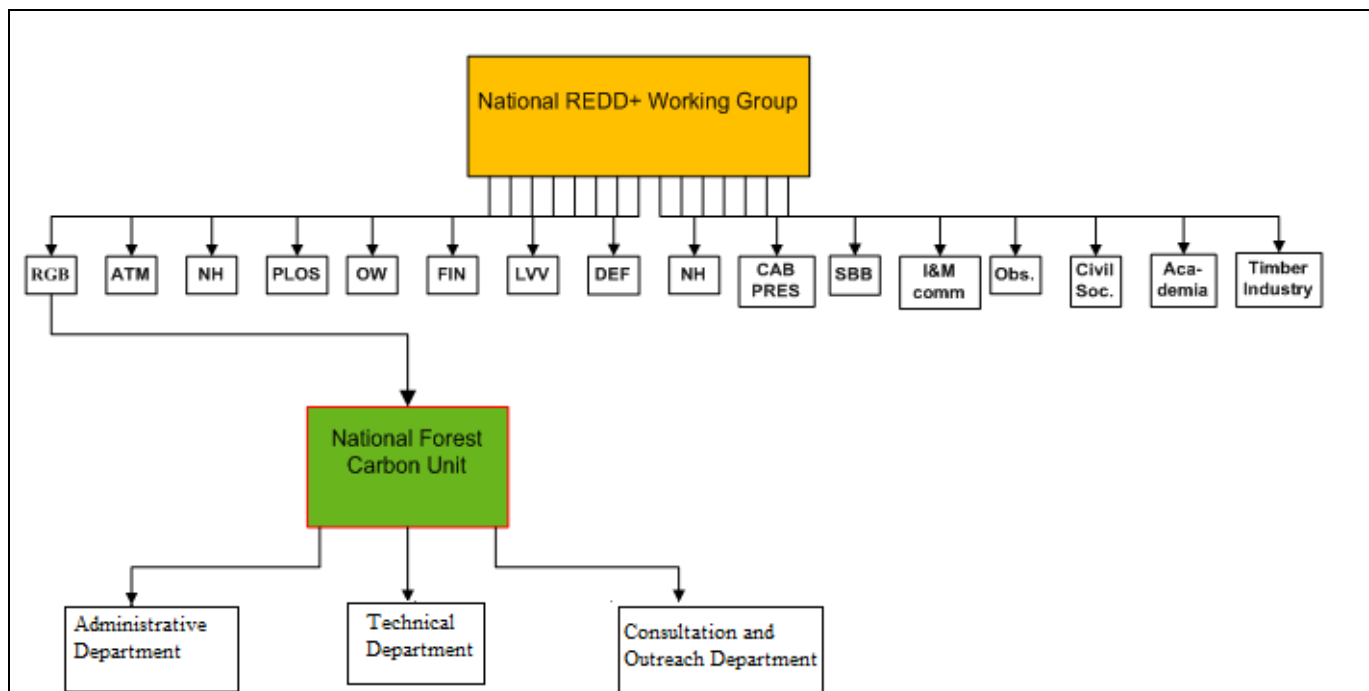 National REDD+ Working Group
RGB
ATM
NH
PLOS
OW
FIN
LVV
DEF
NH
CAB
PRES
SBB
I&M
comm
Obs.
Civil
Soc.
Aca-
demia
Timber
Industry
National Forest
Carbon Unit
Administrative
Department
Technical
Department
Consultation and
Outreach Department